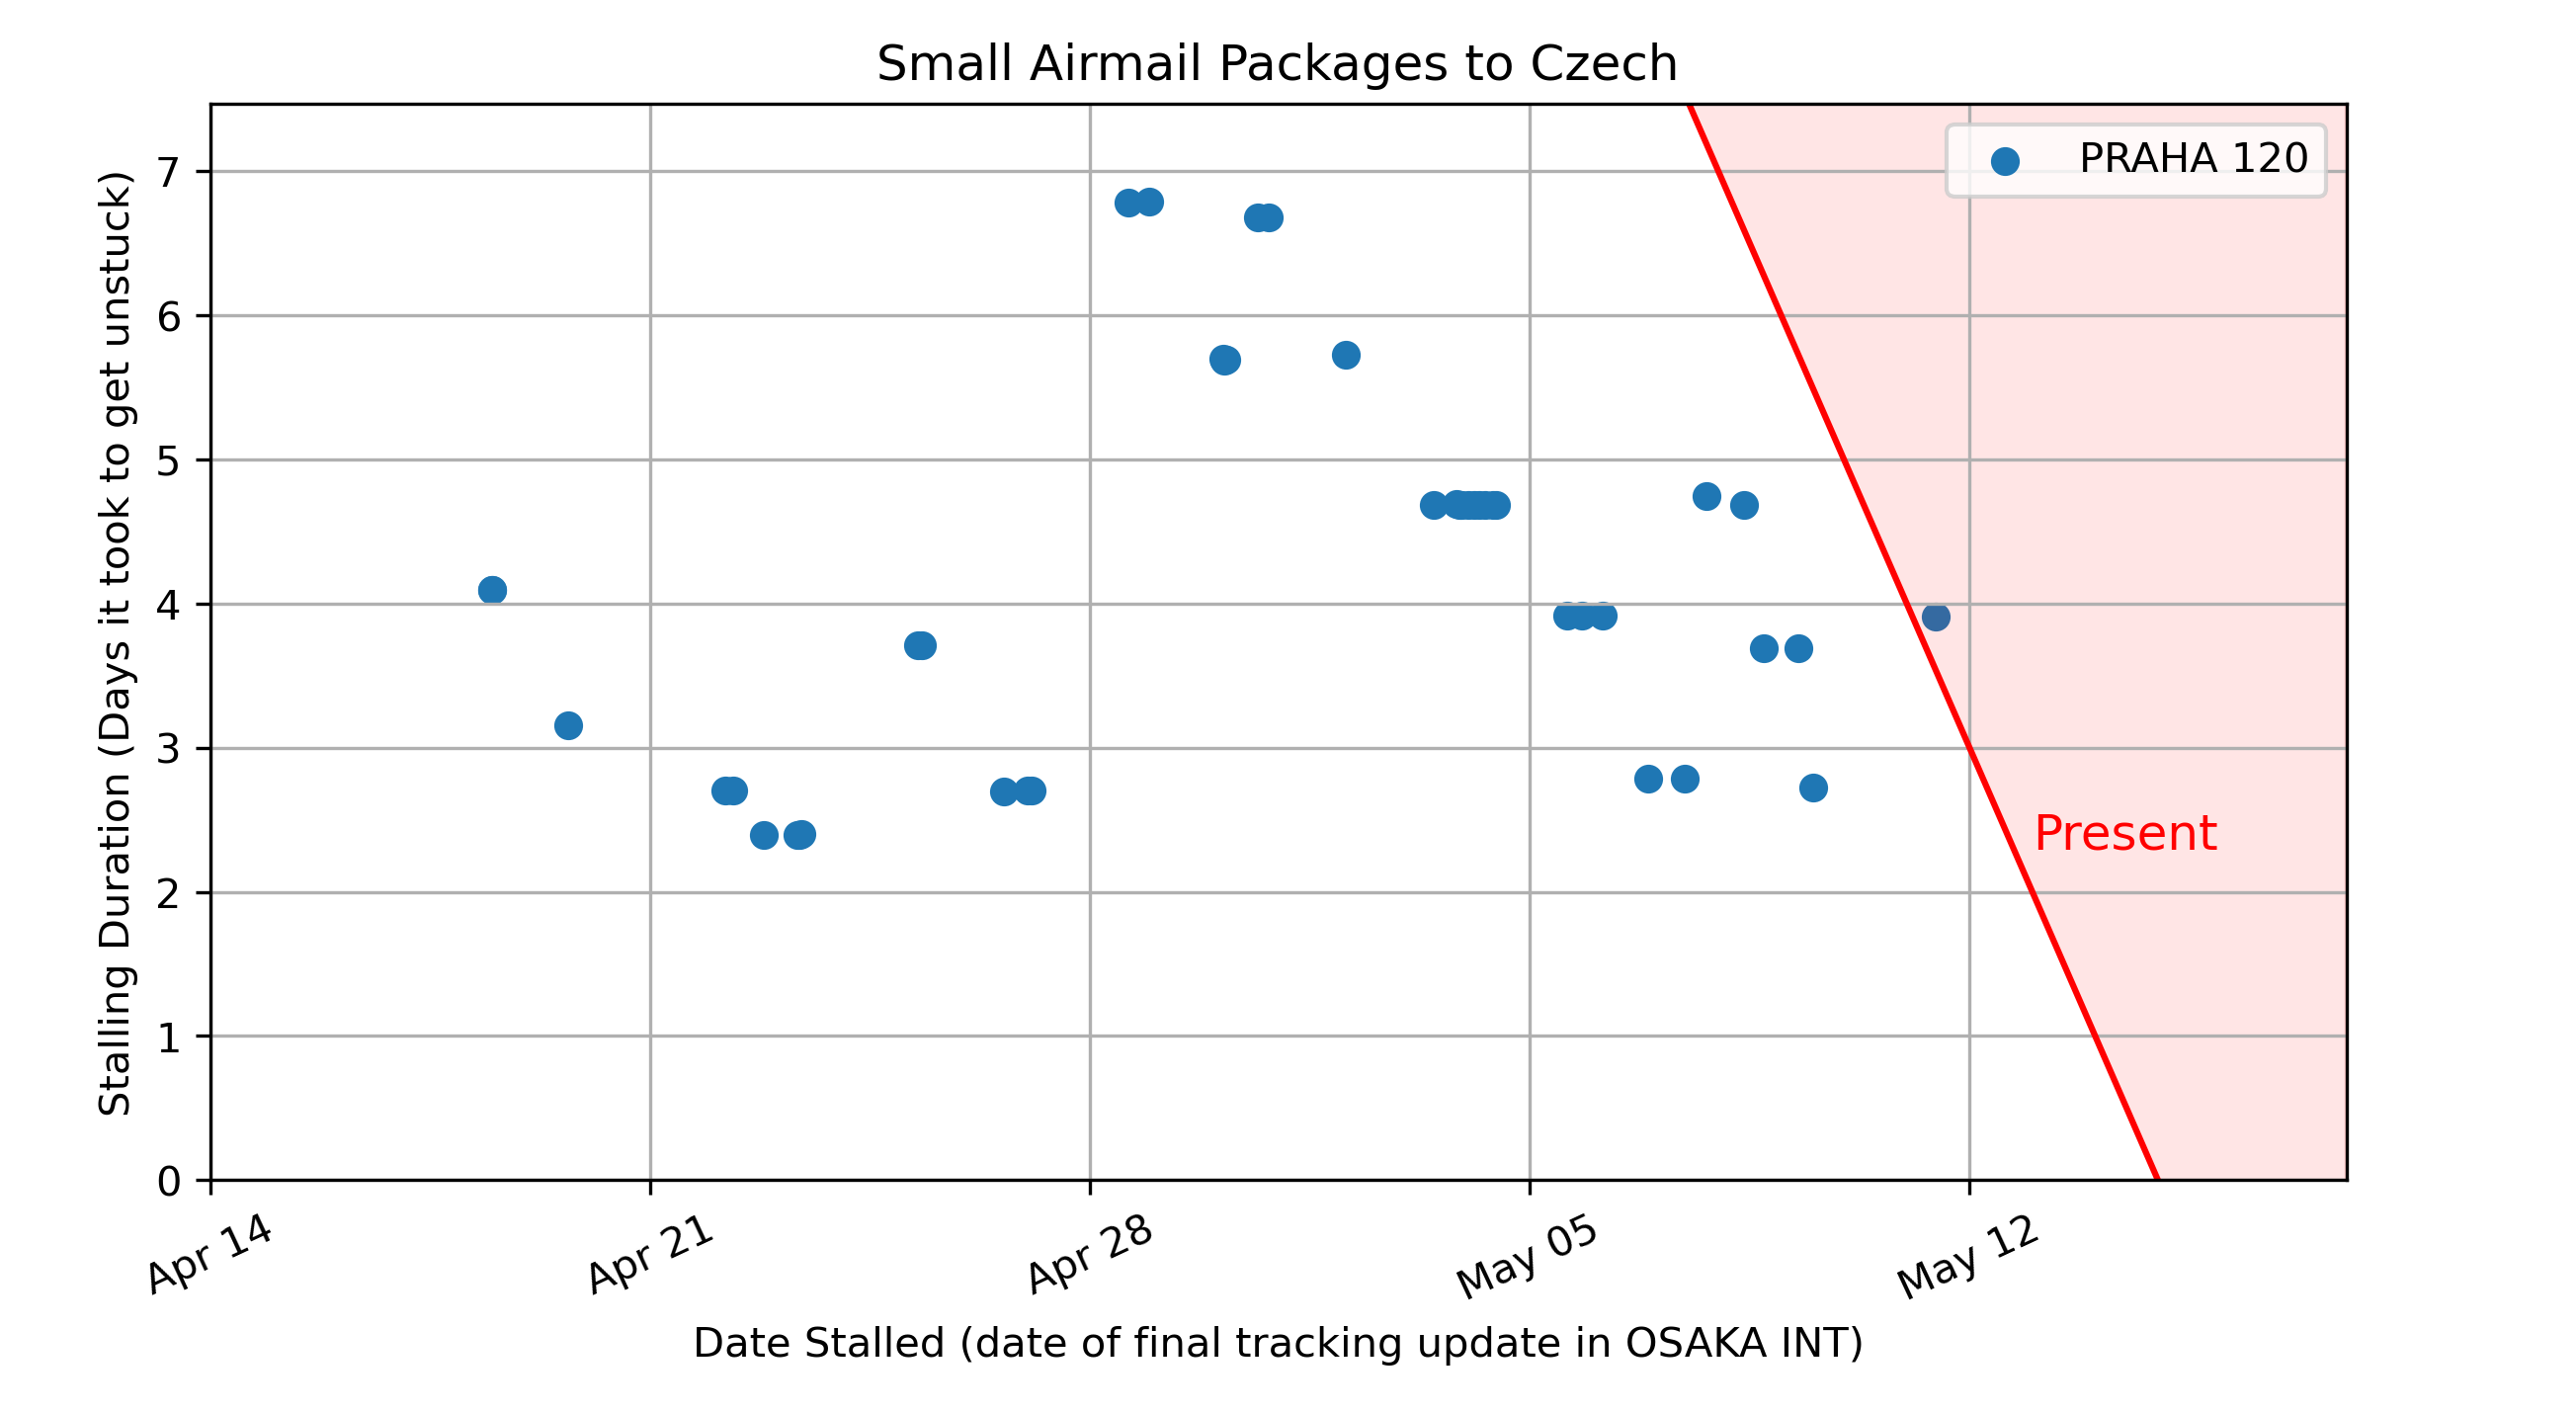 Small Airmail Packages to Czech
PRAHA 120
Stalling Duration (Days it took to get unstuck)
7
6
5
4
3
2
1
0
Present
Apr 14
Apr 21
Apr 28
May 05
May 12
Date Stalled (date of final tracking update in OSAKA INT)